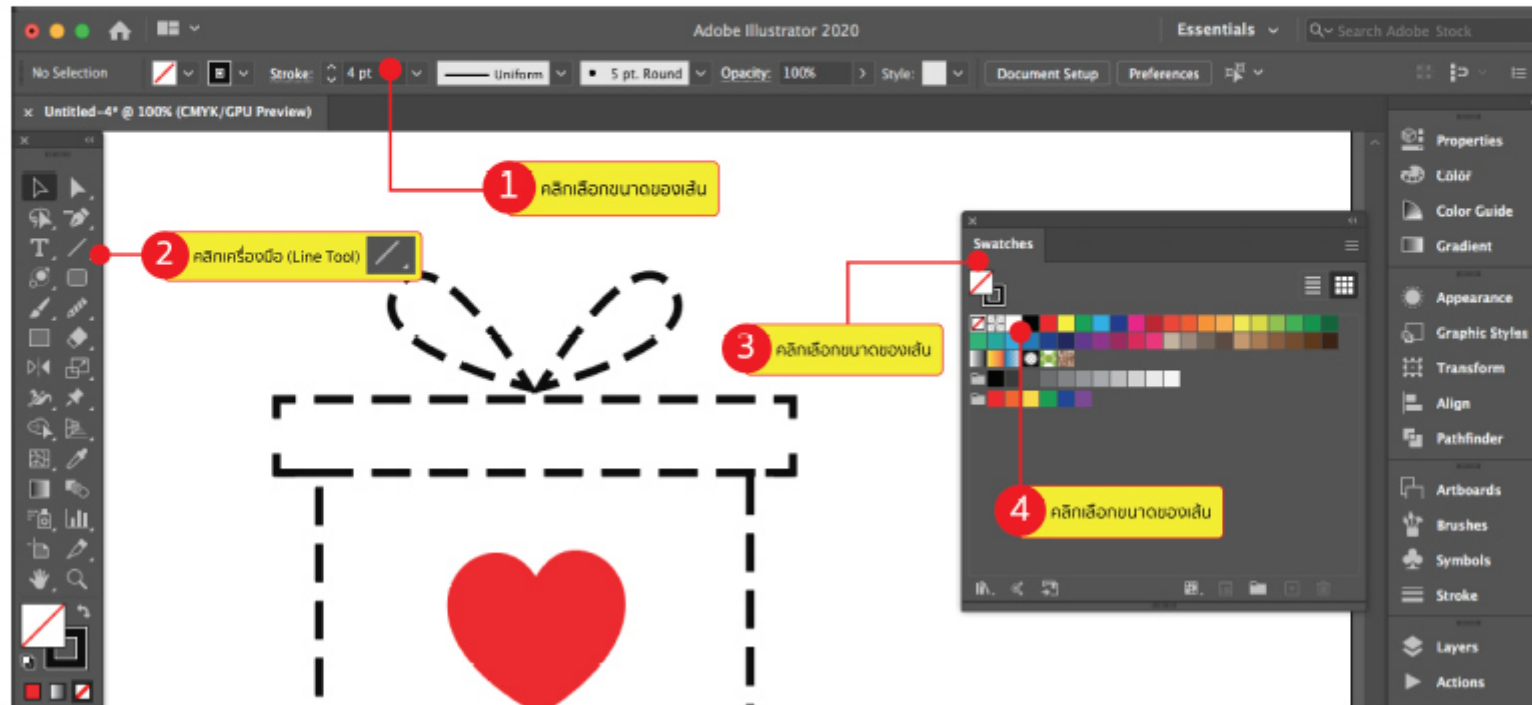 Adobe Illustrator 2020
Essentials
Search Adobe Stock
No Selection
Stroke: 4 pt
Uniform
5 pt. Round
Opacity: 100%
Style:
Document Setup
Preferences
× Untitled-4* @ 100% (CMYK/GPU Preview)
1 คลิกเลือกขนาดของเส้น
2 คลิกเครื่องมือ (Line Tool)
Swatches
3 คลิกเลือกขนาดของเส้น
4 คลิกเลือกขนาดของเส้น
Properties
Color
Color Guide
Gradient
Appearance
Graphic Styles
Transform
Align
Pathfinder
Artboards
Brushes
Symbols
Stroke
Layers
Actions